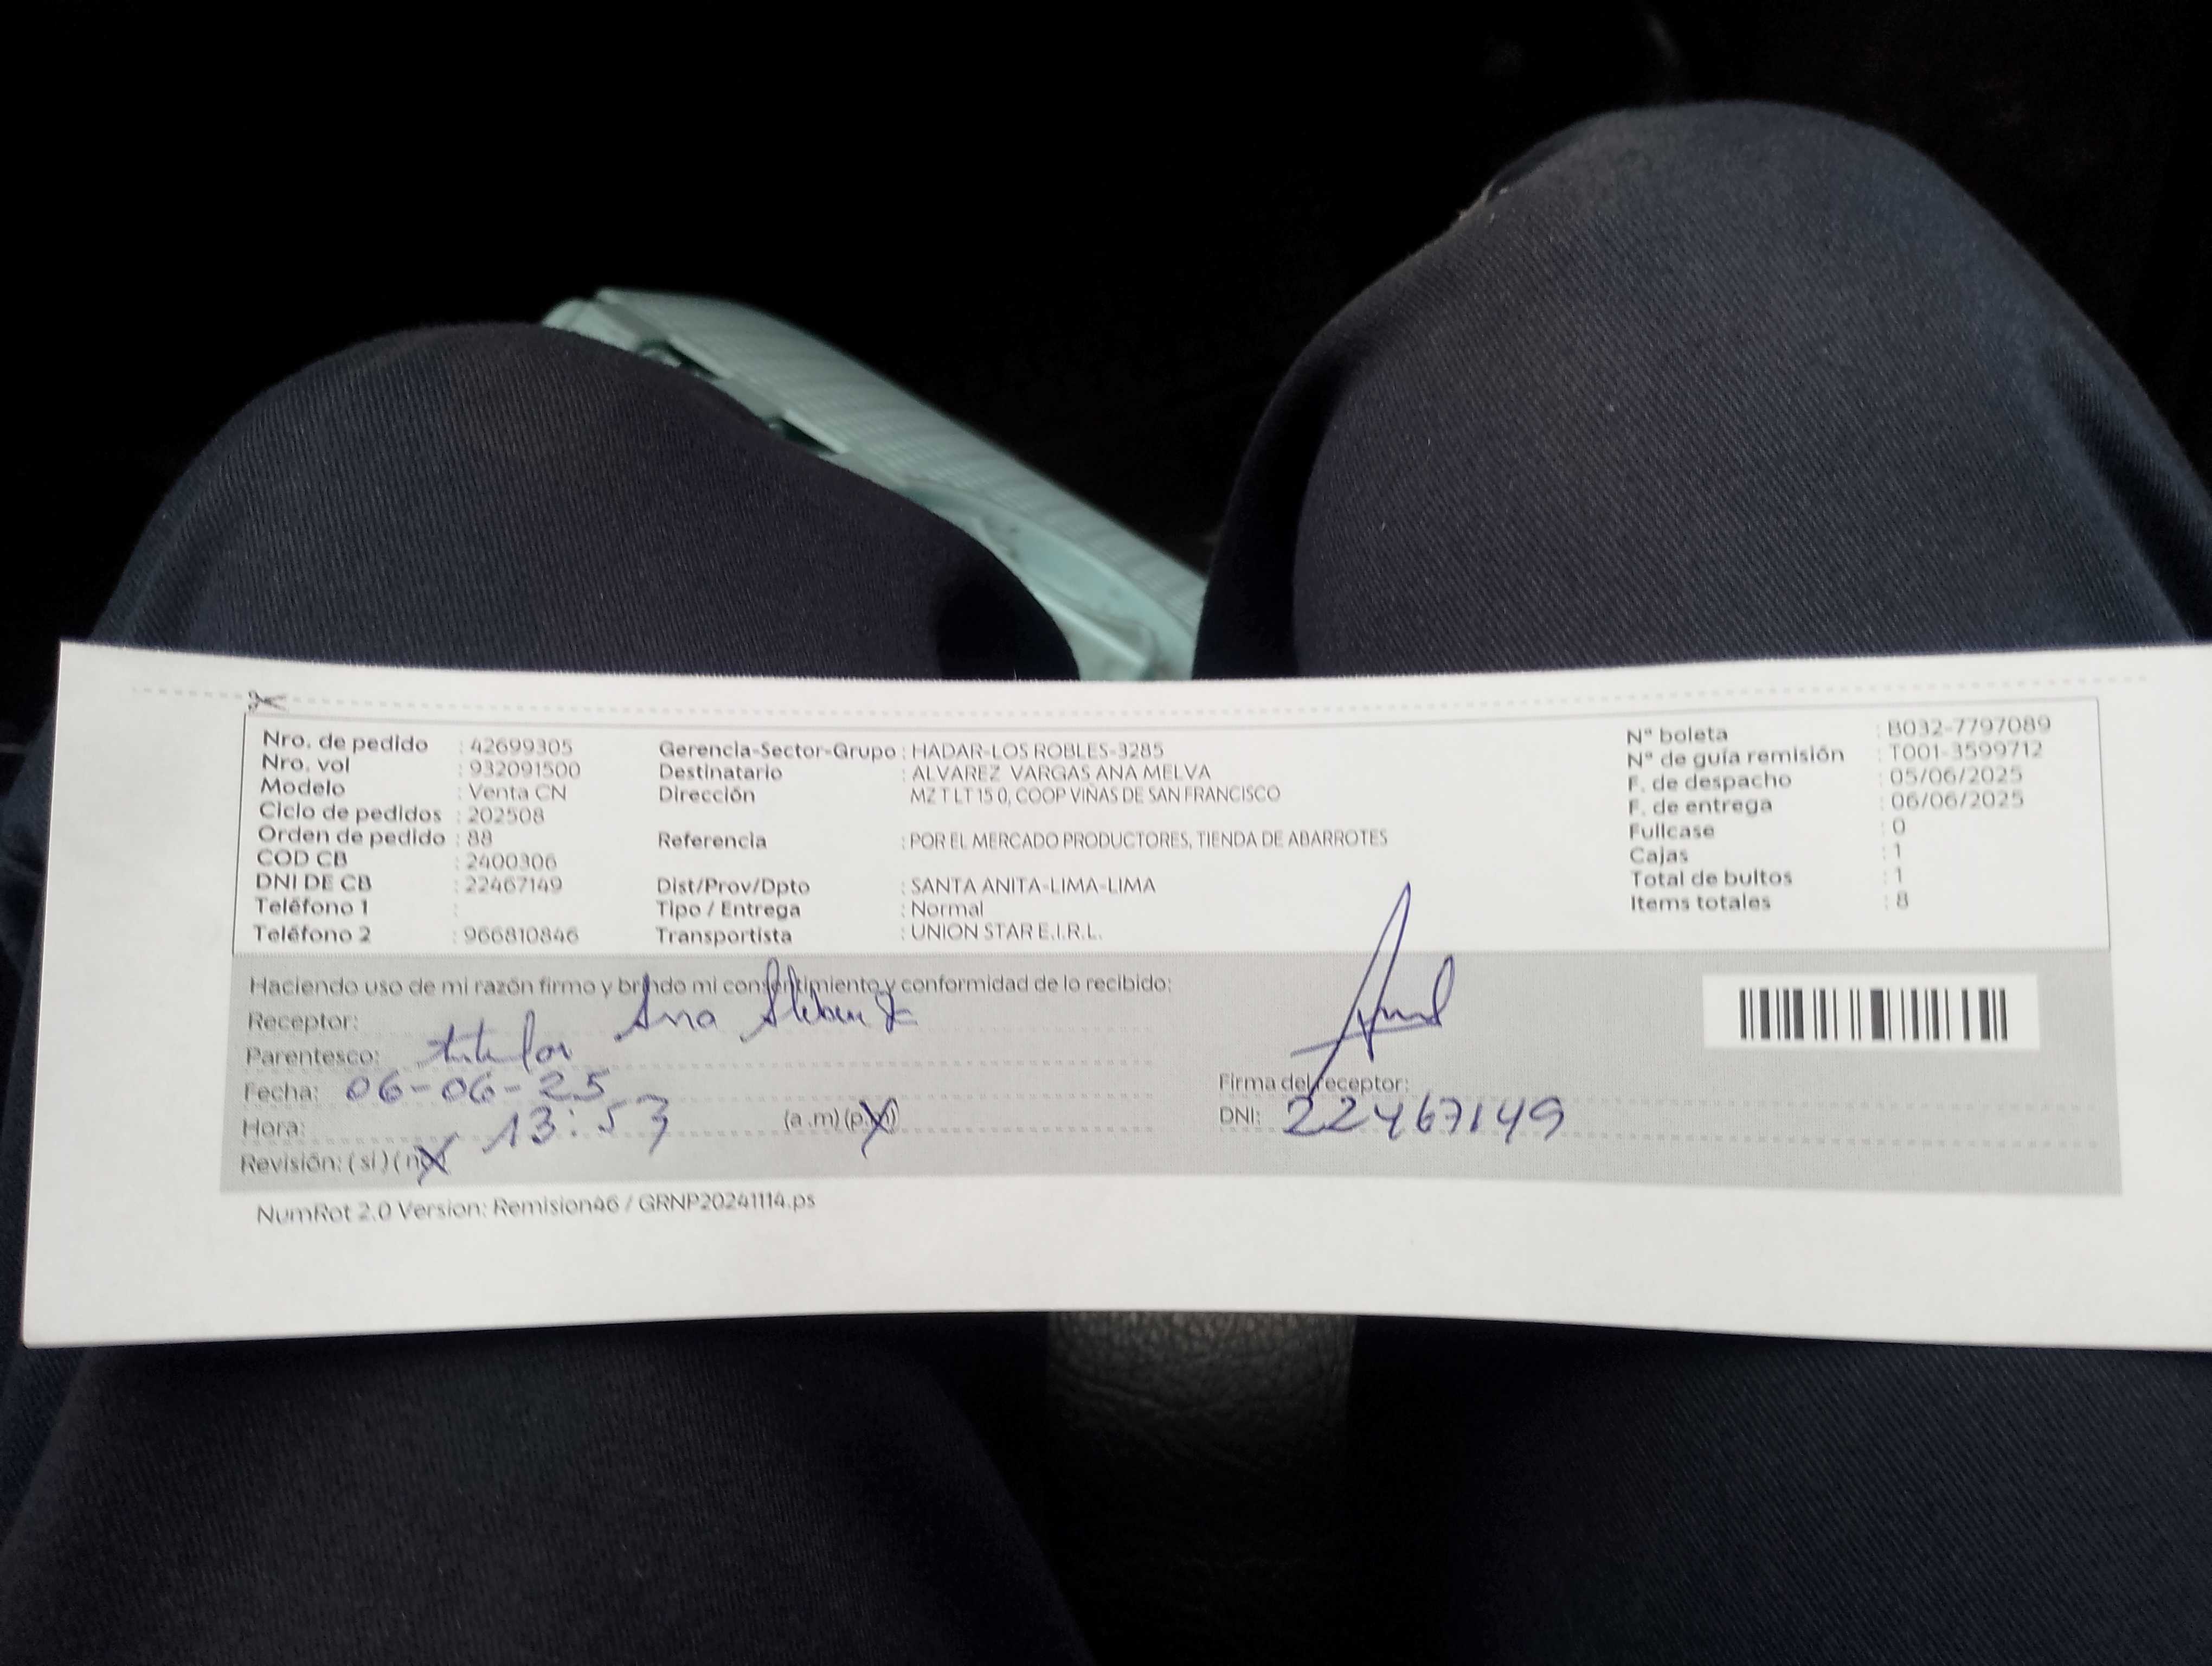 Nro. de pedido : 42699305
Nro. vol : 932091500
Modelo : Venta CN
Ciclo de pedidos : 202508
Orden de pedido : 88
COD CB : 2400306
DNI DE CB : 22467149
Teléfono 1 :
Teléfono 2 : 966810846
Gerencia-Sector-Grupo : HADAR-LOS ROBLES-3285
Destinatario : ALVAREZ VARGAS ANA MELVA
Dirección MZ T LT 15 0, COOP VIÑAS DE SAN FRANCISCO
Referencia : POR EL MERCADO PRODUCTORES, TIENDA DE ABARROTES
Dist/Prov/Dpto : SANTA ANITA-LIMA-LIMA
Tipo / Entrega : Normal
Transportista : UNION STAR E.I.R.L.
N° boleta : B032-7797089
N° de guía remisión : T001-3599712
F. de despacho : 05/06/2025
F. de entrega : 06/06/2025
Fullcase : 0
Cajas : 1
Total de bultos : 1
Items totales : 8
Haciendo uso de mi razón firmo y brindo mi consentimiento y conformidad de lo recibido:
Receptor: Ana
Parentesco: titular
Fecha: 06-06-25
Hora: 13:53 (a.m) (p.m)
Revisión: (si) (no)
Firma del receptor:
DNI: 22467149
NumRot 2.0 Version: Remision46 / GRNP20241114.ps